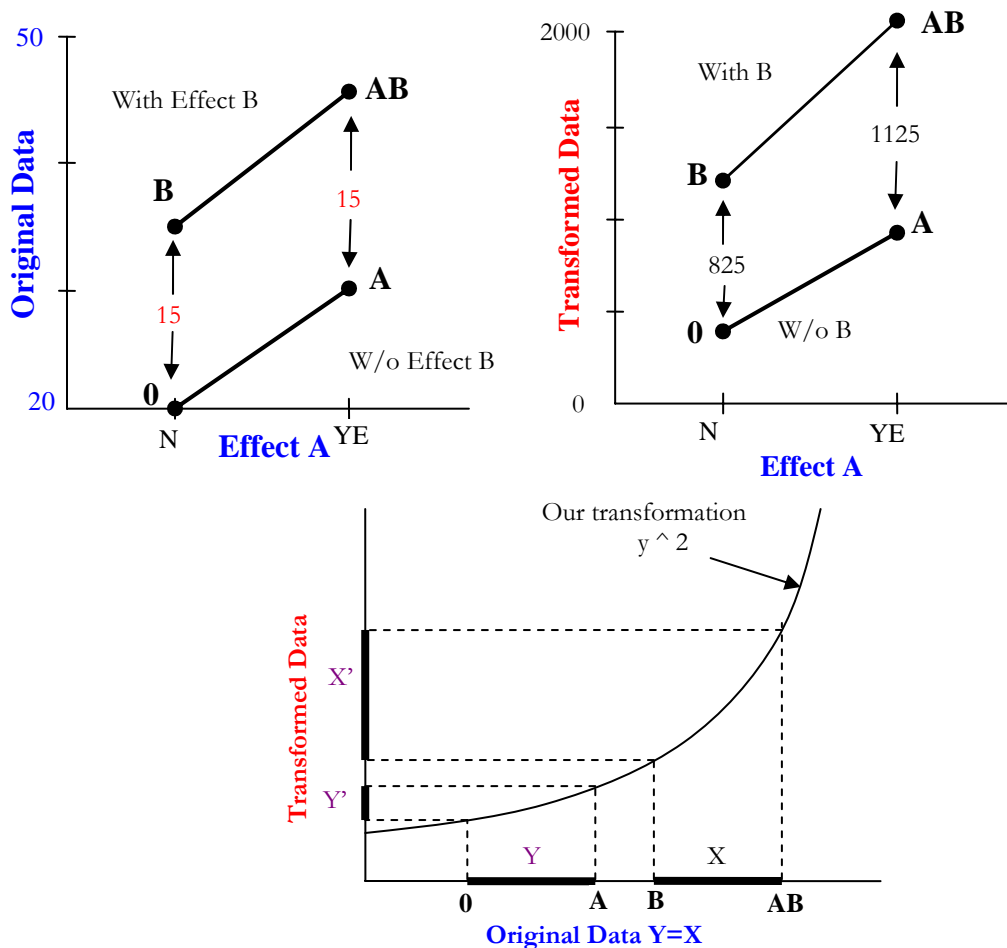 50
With Effect B
AB
B
15
15
A
0
W/o Effect B
20
N
YE
Effect A
Original Data
2000
AB
With B
1125
B
A
825
0
W/o B
0
N
YE
Effect A
Transformed Data
Our transformation
y ^ 2
X’
Y’
Transformed Data
Y
X
0
A
B
AB
Original Data Y=X